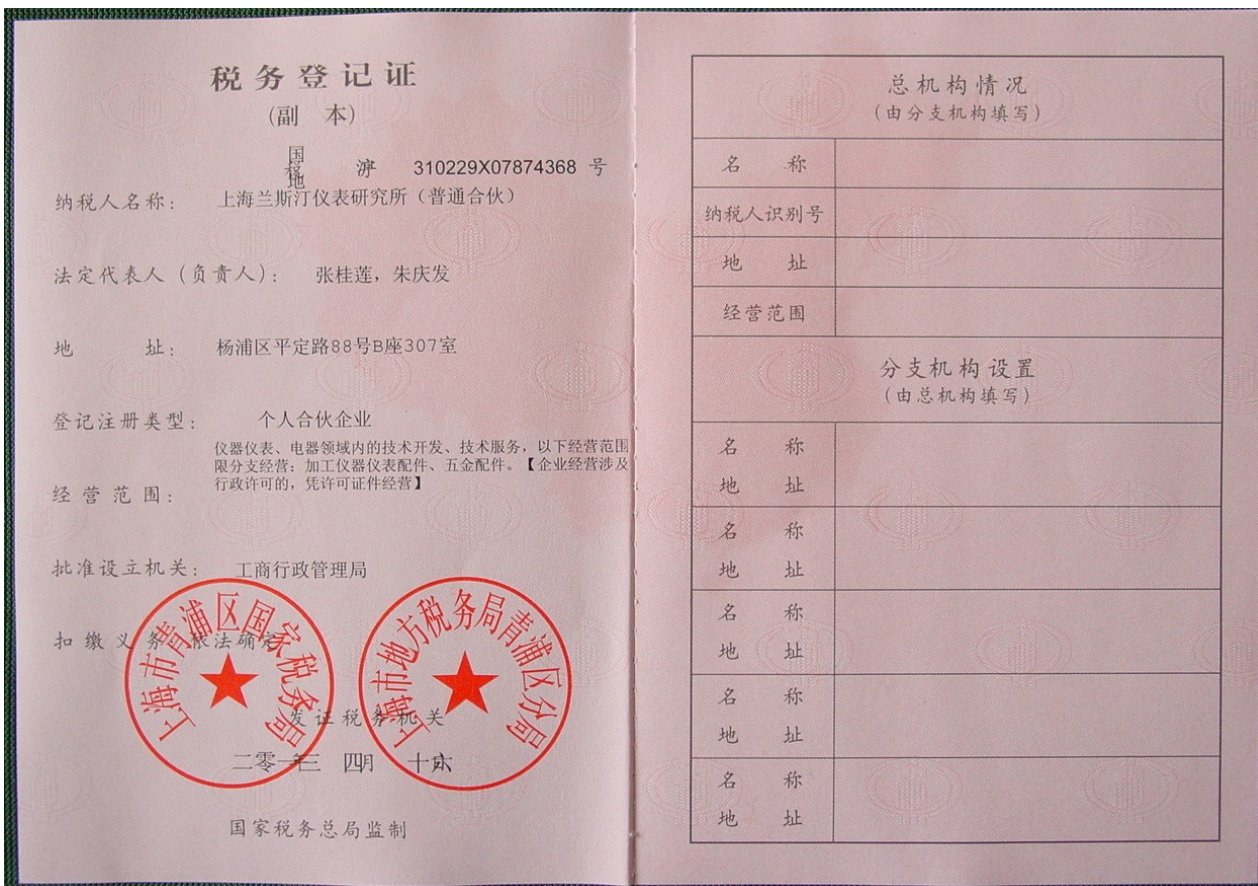 税务登记证
(副 本)
国税 地 沪字 310229X07874368 号
纳税人名称: 上海兰斯汀仪表研究所（普通合伙）
法定代表人（负责人）: 张桂莲, 朱庆发
地 址: 杨浦区平定路88号B座307室
登记注册类型: 个人合伙企业
仪器仪表、电器领域内的技术开发、技术服务，以下经营范围
限分支经营：加工仪器仪表配件、五金配件。【企业经营涉及
行政许可的，凭许可证件经营】
经营范围:
批准设立机关: 工商行政管理局
扣缴义务: 依法确定
上海市青浦区国家税务局
上海市地方税务局青浦区分局
发证税务机关
二零一三年 四月 十六
国家税务总局监制
总机构情况
(由分支机构填写)
名 称
纳税人识别号
地 址
经营范围
分支机构设置
(由总机构填写)
名 称
地 址
名 称
地 址
名 称
地 址
名 称
地 址
名 称
地 址